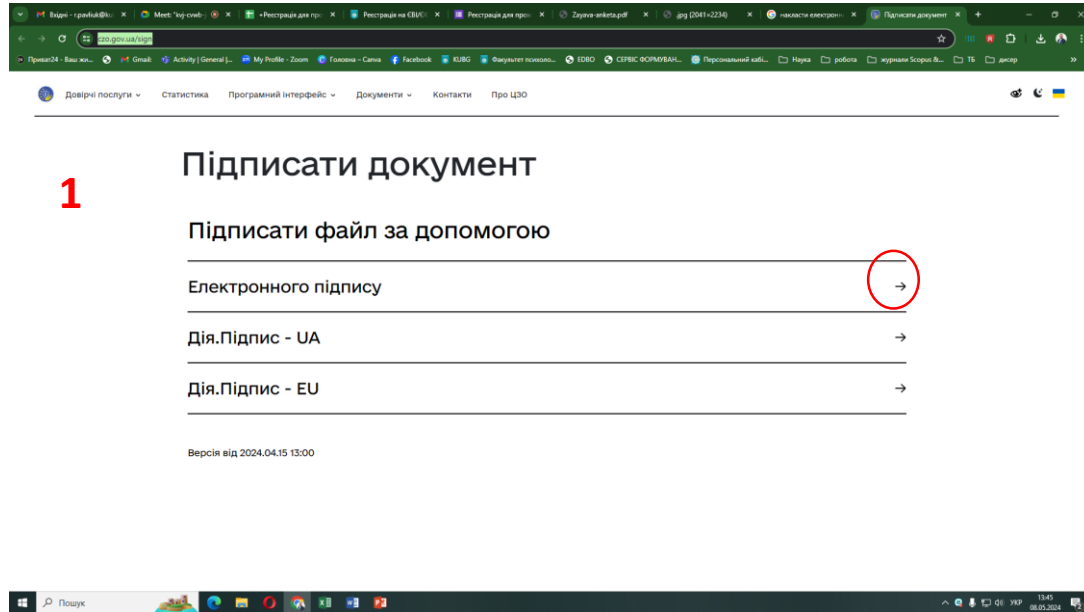 Вхідні - r.pavliuk@ku
Meet: "kvj-cvwb-j
+Реєстрація для про
Реєстрація на ЄВІ/Є
Реєстрація для прох
Zayava-anketa.pdf
.jpg (2041×2234)
накласти електронн
Підписати документ
czo.gov.ua/sign
Приват24 - Ваш жи...
Gmail:
Activity | General |...
My Profile - Zoom
Головна – Canva
Facebook
KUBG
Факультет психоло...
EDBO
СЕРВІС ФОРМУВАН...
Персональний кабі...
Наука
робота
журнали Scopus &...
ТБ
дисер
Довірчі послуги
Статистика
Програмний інтерфейс
Документи
Контакти
Про ЦЗО
1
Підписати документ
Підписати файл за допомогою
Електронного підпису
Дія.Підпис - UA
Дія.Підпис - EU
Версія від 2024.04.15 13:00
Пошук
УКР
13:45
08.05.2024